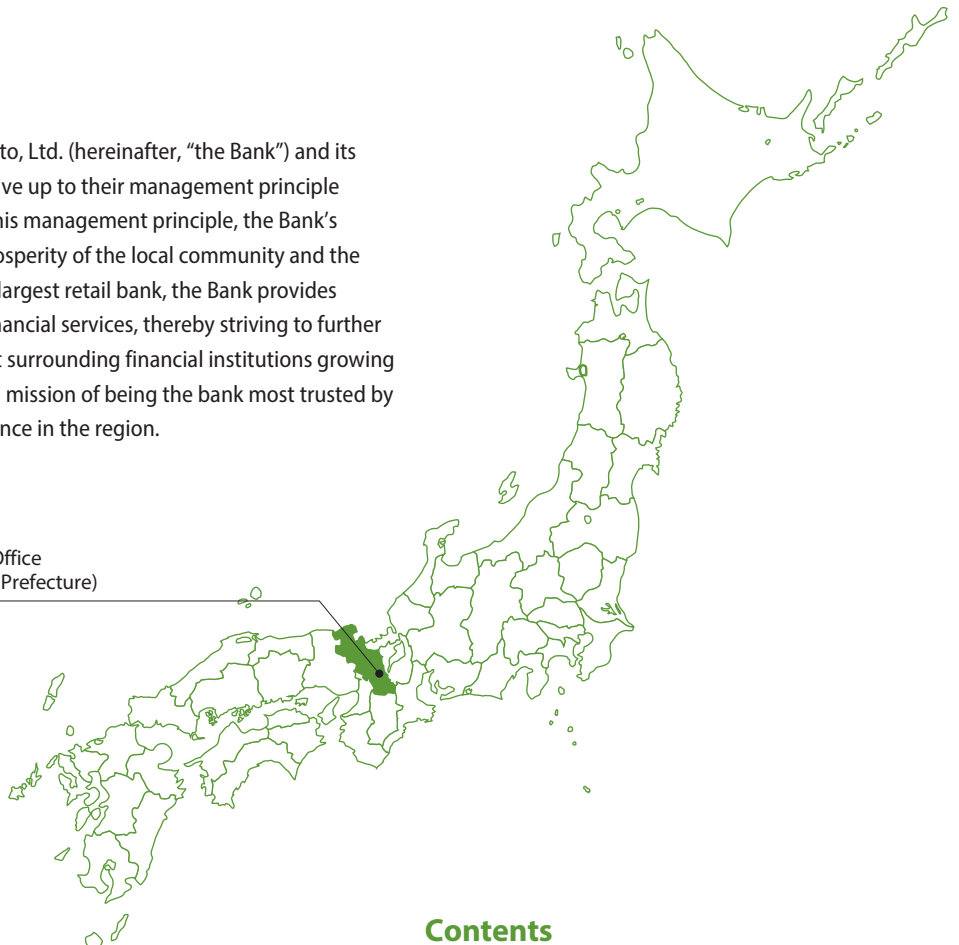 to, Ltd. (hereinafter, “the Bank”) and its
ve up to their management principle
his management principle, the Bank’s
osperity of the local community and the
largest retail bank, the Bank provides
nancial services, thereby striving to further
t surrounding financial institutions growing
mission of being the bank most trusted by
nce in the region.
Office
Prefecture)
Contents